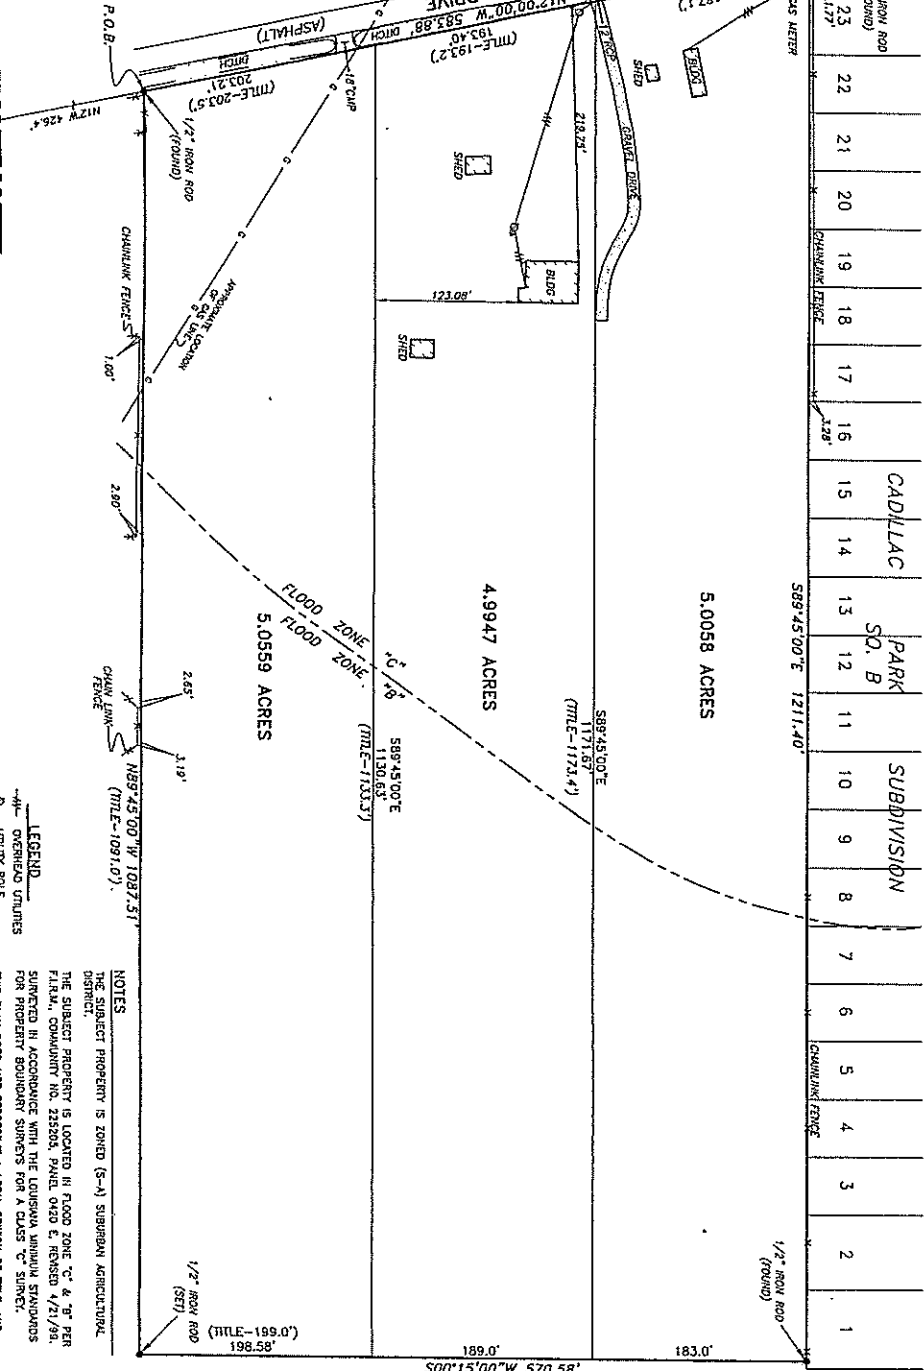 IRON ROD
(FOUND)
23
22
21
20
19
18
17
16
15
14
13
12
11
10
9
8
7
6
5
4
3
2
1
CADILLAC PARK SUBDIVISION
SQ. B
GAS METER
CHAINLINK FENCE
3.28'
S89°45'00"E 1211.40'
CHAINLINK FENCE
1/2" IRON ROD
(FOUND)
BLDG
SHED
12"RCP
GRAVEL DRIVE
5.0058 ACRES
183.0'
DRIVE
N12°00'00"W 583.88'
193.40'
(TITLE-193.2')
219.75'
S89°45'00"E
1171.67'
(TITLE-1173.4')
SHED
BLDG
123.08'
SHED
4.9947 ACRES
189.0'
S00°15'00"W 570.58'
DITCH
18"CMP
(ASPHALT)
G
G
G
G
G
S89°45'00"E
1130.63'
(TITLE-1133.3')
FLOOD ZONE "C"
FLOOD ZONE "B"
5.0559 ACRES
DITCH
203.21'
(TITLE-203.5')
APPROXIMATE LOCATION
OF GAS LINE
(TITLE-199.0')
198.58'
P.O.B.
1/2" IRON ROD
(FOUND)
N12°W 426.4'
CHAINLINK FENCE
1.00'
2.90'
2.65'
3.19'
CHAIN LINK
FENCE
N89°45'00"W 1087.51'
(TITLE-1091.0').
1/2" IRON ROD
(SET)
LEGEND
OVERHEAD UTILITIES
UTILITY POLE
NOTES
THE SUBJECT PROPERTY IS ZONED (S-A) SUBURBAN AGRICULTURAL
DISTRICT.
THE SUBJECT PROPERTY IS LOCATED IN FLOOD ZONE "C" & "B" PER
F.I.R.M., COMMUNITY NO. 225205, PANEL 0420 E, REVISED 4/21/99.
SURVEYED IN ACCORDANCE WITH THE LOUISIANA MINIMUM STANDARDS
FOR PROPERTY BOUNDARY SURVEYS FOR A CLASS "C" SURVEY.